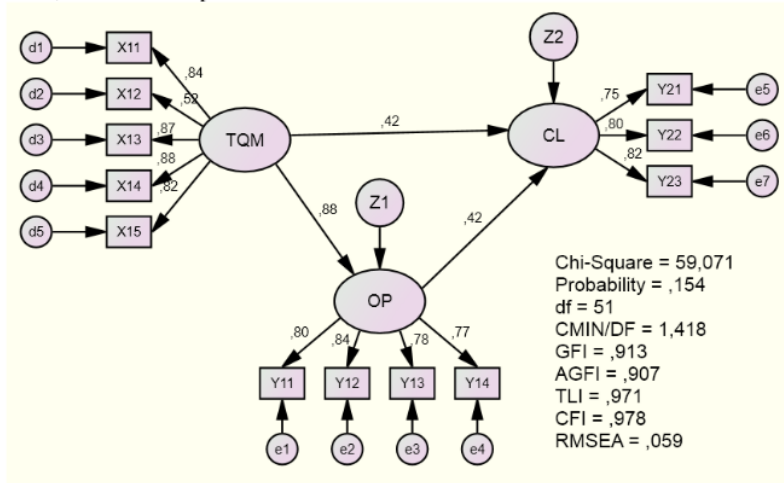 Z2
d1 X11
,84
d2 X12
,52
,75 Y21 e5
d3 X13 ,87 TQM ,42 CL ,80 Y22 e6
,88
,82
d4 X14 ,82 Y23 e7
d5 X15 ,88 Z1 ,42
OP
Chi-Square = 59,071
Probability = ,154
df = 51
CMIN/DF = 1,418
GFI = ,913
AGFI = ,907
TLI = ,971
CFI = ,978
RMSEA = ,059
,80 ,84 ,78 ,77
Y11 Y12 Y13 Y14
e1 e2 e3 e4